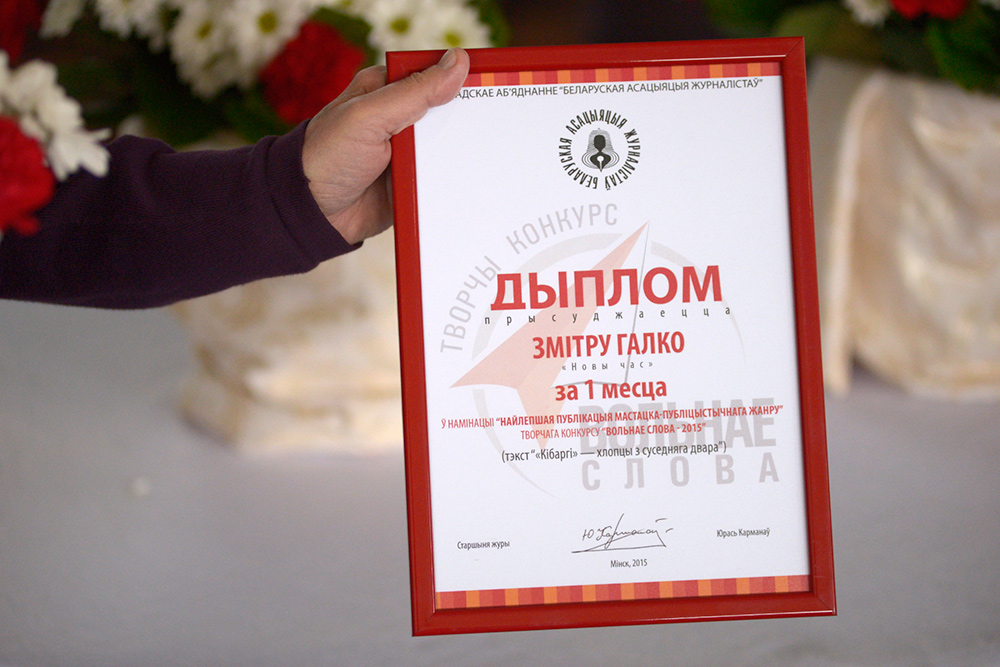 АДСКАЕ АБ'ЯДНАННЕ "БЕЛАРУСКАЯ АСАЦЫЯЦЫЯ ЖУРНАЛІСТАЎ"
БЕЛАРУСКАЯ АСАЦЫЯЦЫЯ ЖУРНАЛІСТАЎ
ТВОРЧЫ КОНКУРС
ДЫПЛОМ
прысуджаецца
ЗМІТРУ ГАЛКО
«Новы час»
за 1 месца
Ў НАМІНАЦЫІ "НАЙЛЕПШАЯ ПУБЛІКАЦЫЯ МАСТАЦКА-ПУБЛІЦЫСТЫЧНАГА ЖАНРУ"
ТВОРЧАГА КОНКУРСУ "ВОЛЬНАЕ СЛОВА – 2015"
(тэкст "«Кібаргі» — хлопцы з суседняга двара")
ВОЛЬНАЕ
СЛОВА
Старшыня журы
Юрась Карманаў
Мінск, 2015